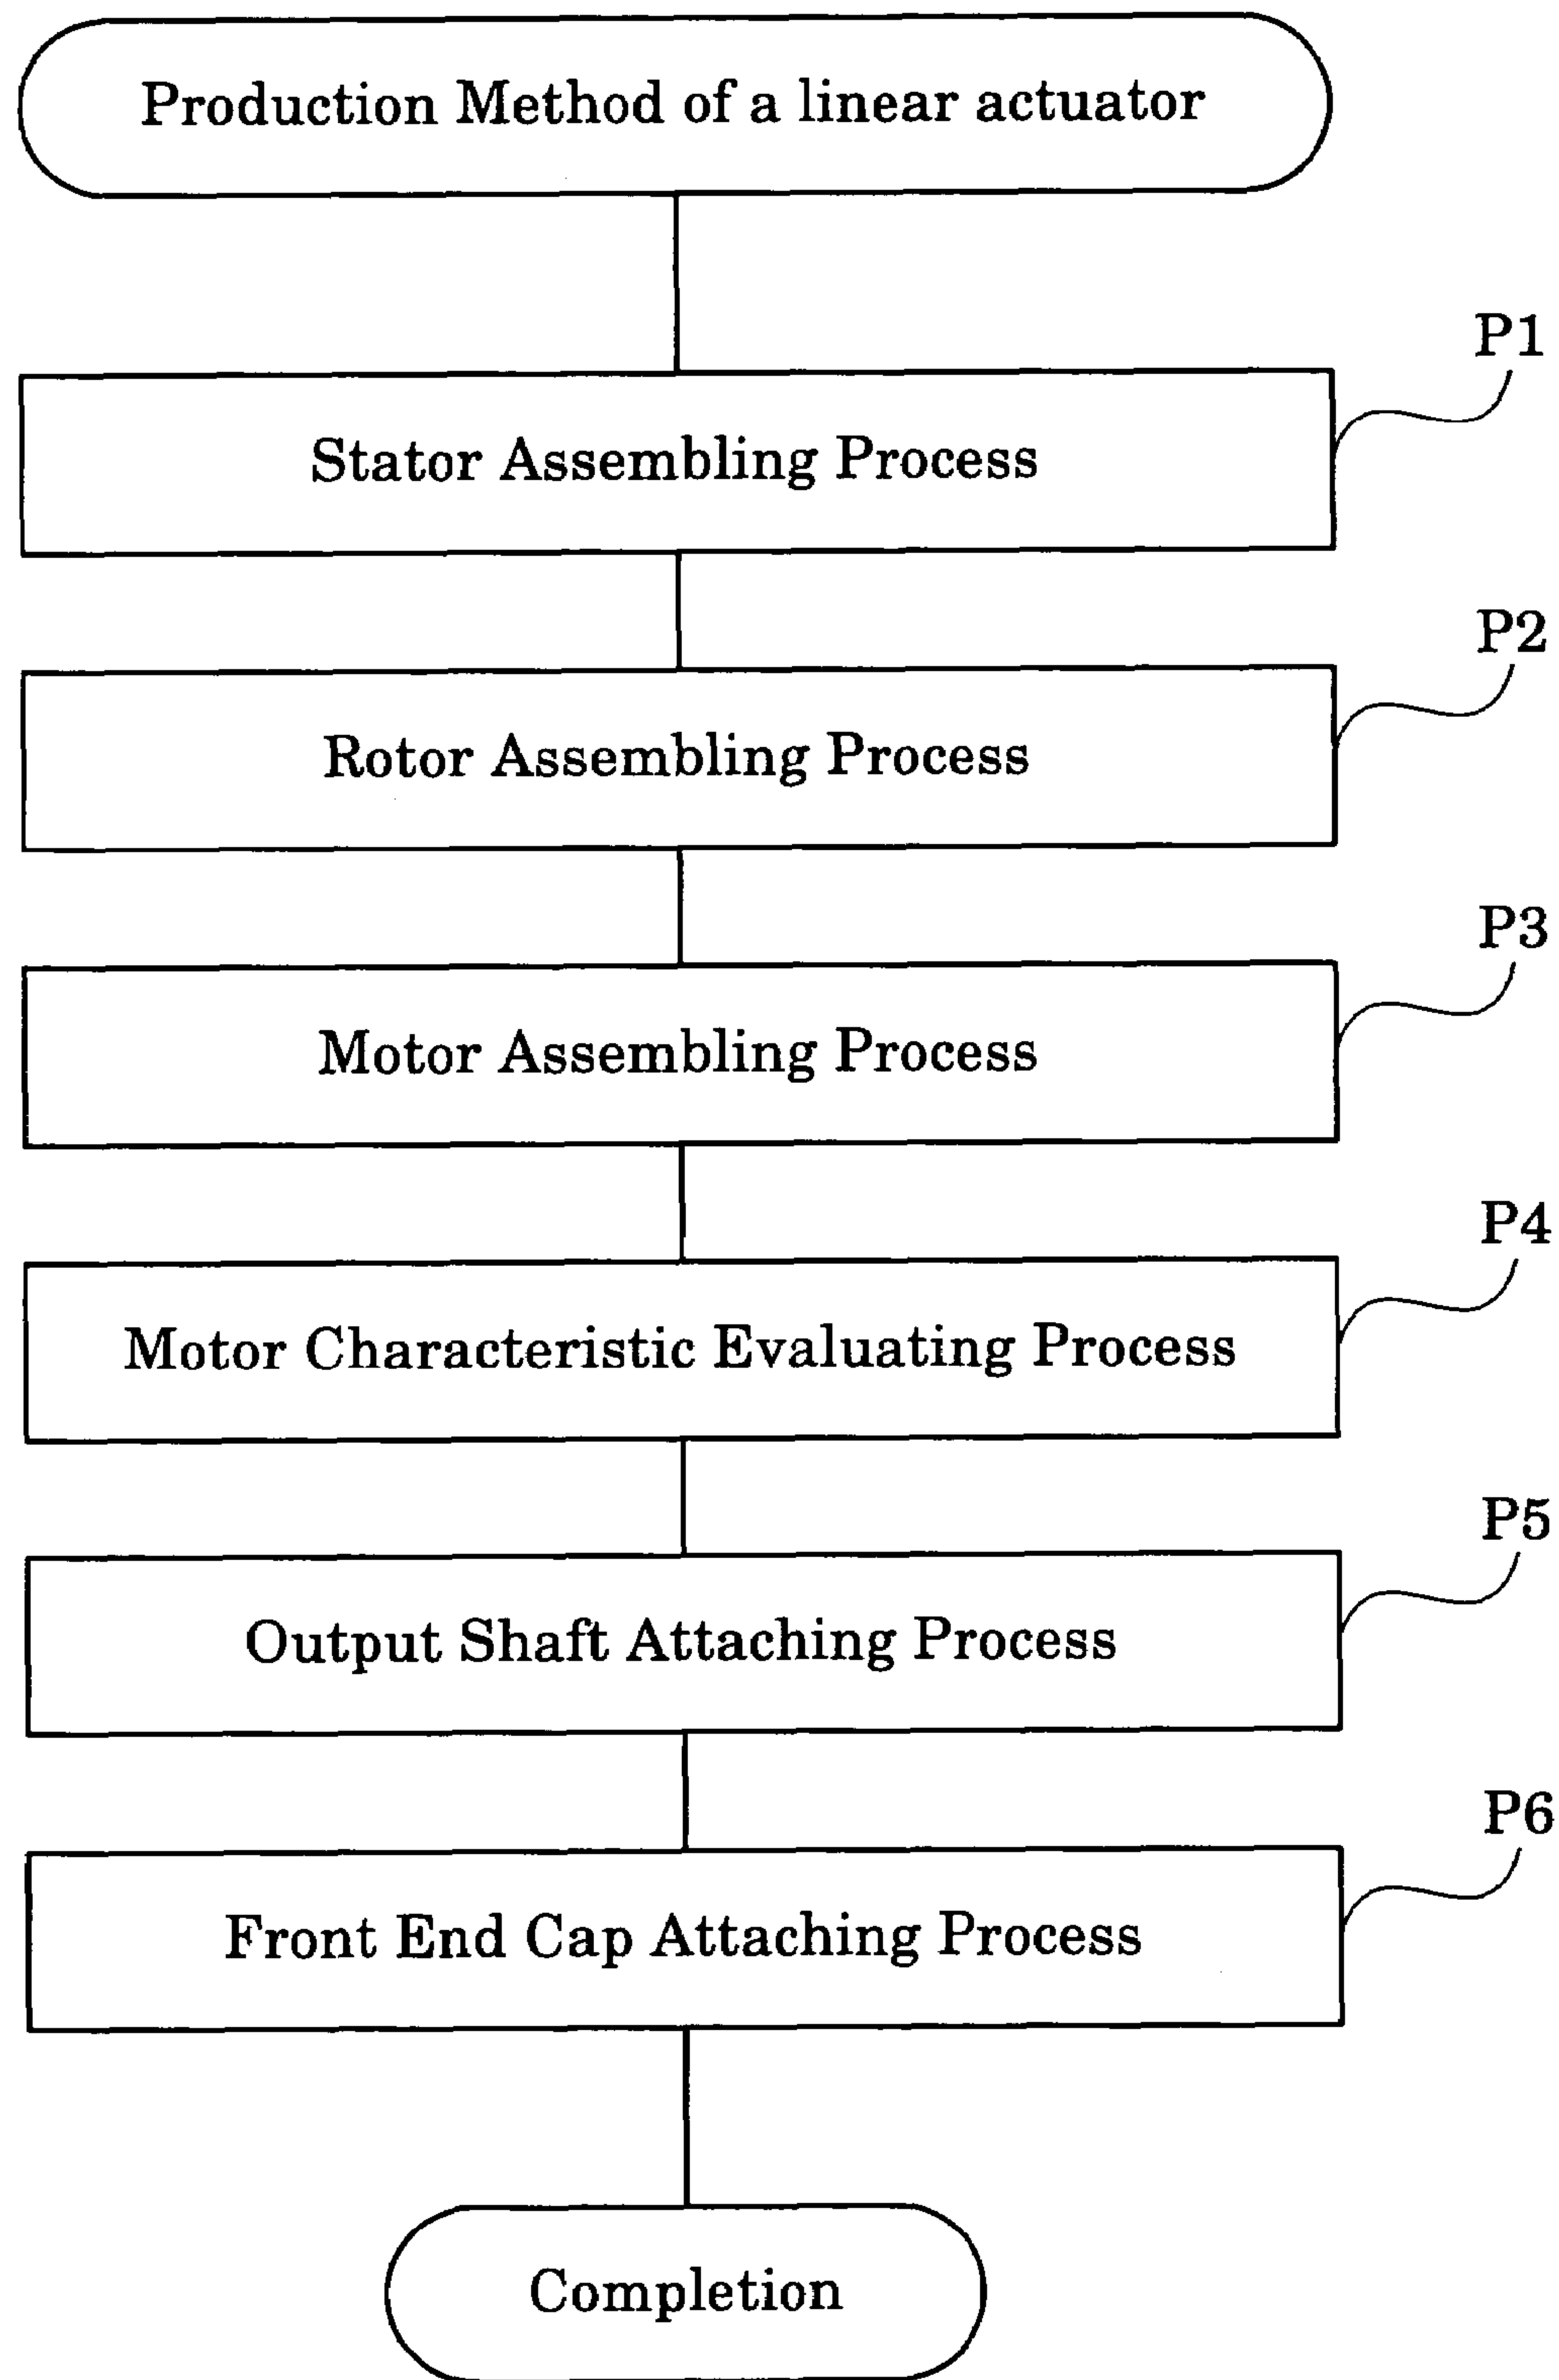 Production Method of a linear actuator
P1
Stator Assembling Process
P2
Rotor Assembling Process
P3
Motor Assembling Process
P4
Motor Characteristic Evaluating Process
P5
Output Shaft Attaching Process
P6
Front End Cap Attaching Process
Completion